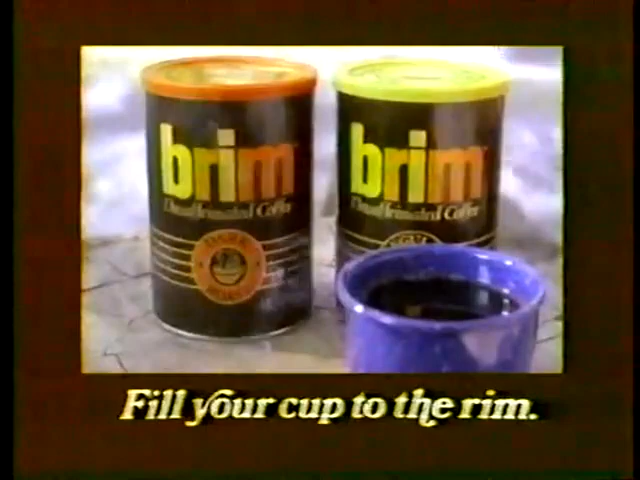 brim
Decaffeinated Coffee
brim
Decaffeinated Coffee
Fill your cup to the rim.